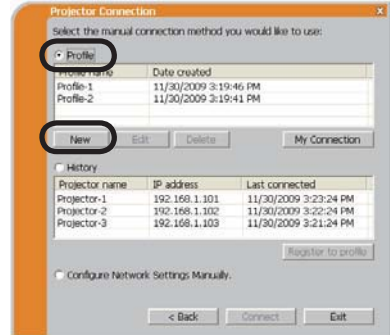 Projector Connection
Select the manual connection method you would like to use:
Profile
Profile name Date created
Profile-1 11/30/2009 3:19:46 PM
Profile-2 11/30/2009 3:19:41 PM
New Edit Delete My Connection
History
Projector name IP address Last connected
Projector-1 192.168.1.101 11/30/2009 3:23:24 PM
Projector-2 192.168.1.102 11/30/2009 3:22:24 PM
Projector-3 192.168.1.103 11/30/2009 3:21:24 PM
Register to profile
Configure Network Settings Manually.
< Back Connect Exit